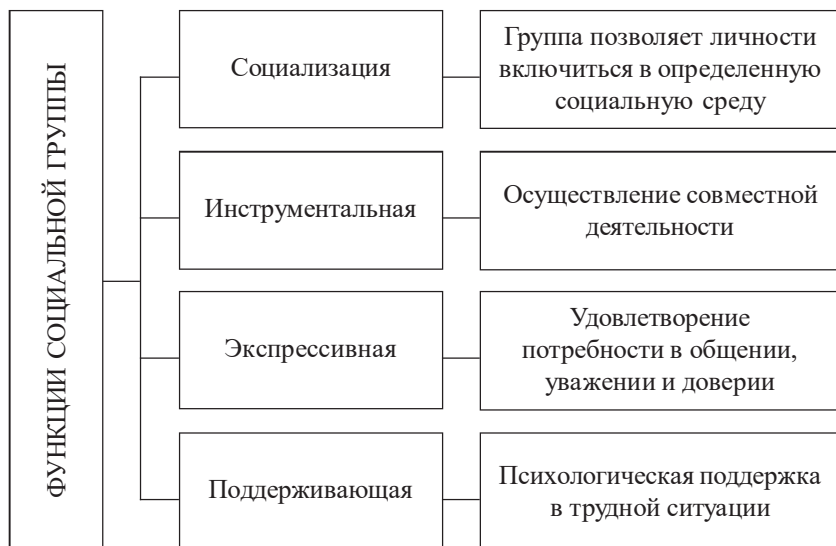 ФУНКЦИИ СОЦИАЛЬНОЙ ГРУППЫ
Социализация
Группа позволяет личности
включиться в определенную
социальную среду
Инструментальная
Осуществление совместной
деятельности
Экспрессивная
Удовлетворение
потребности в общении,
уважении и доверии
Поддерживающая
Психологическая поддержка
в трудной ситуации